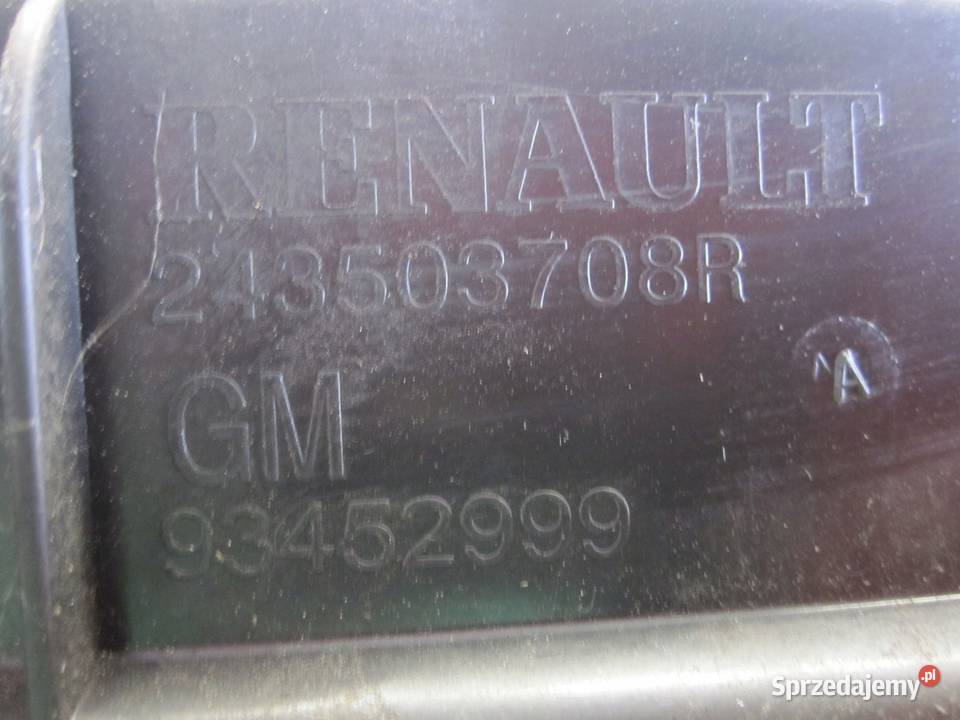 RENAULT
243503708R
^A
GM
93452999
Sprzedajemy.pl